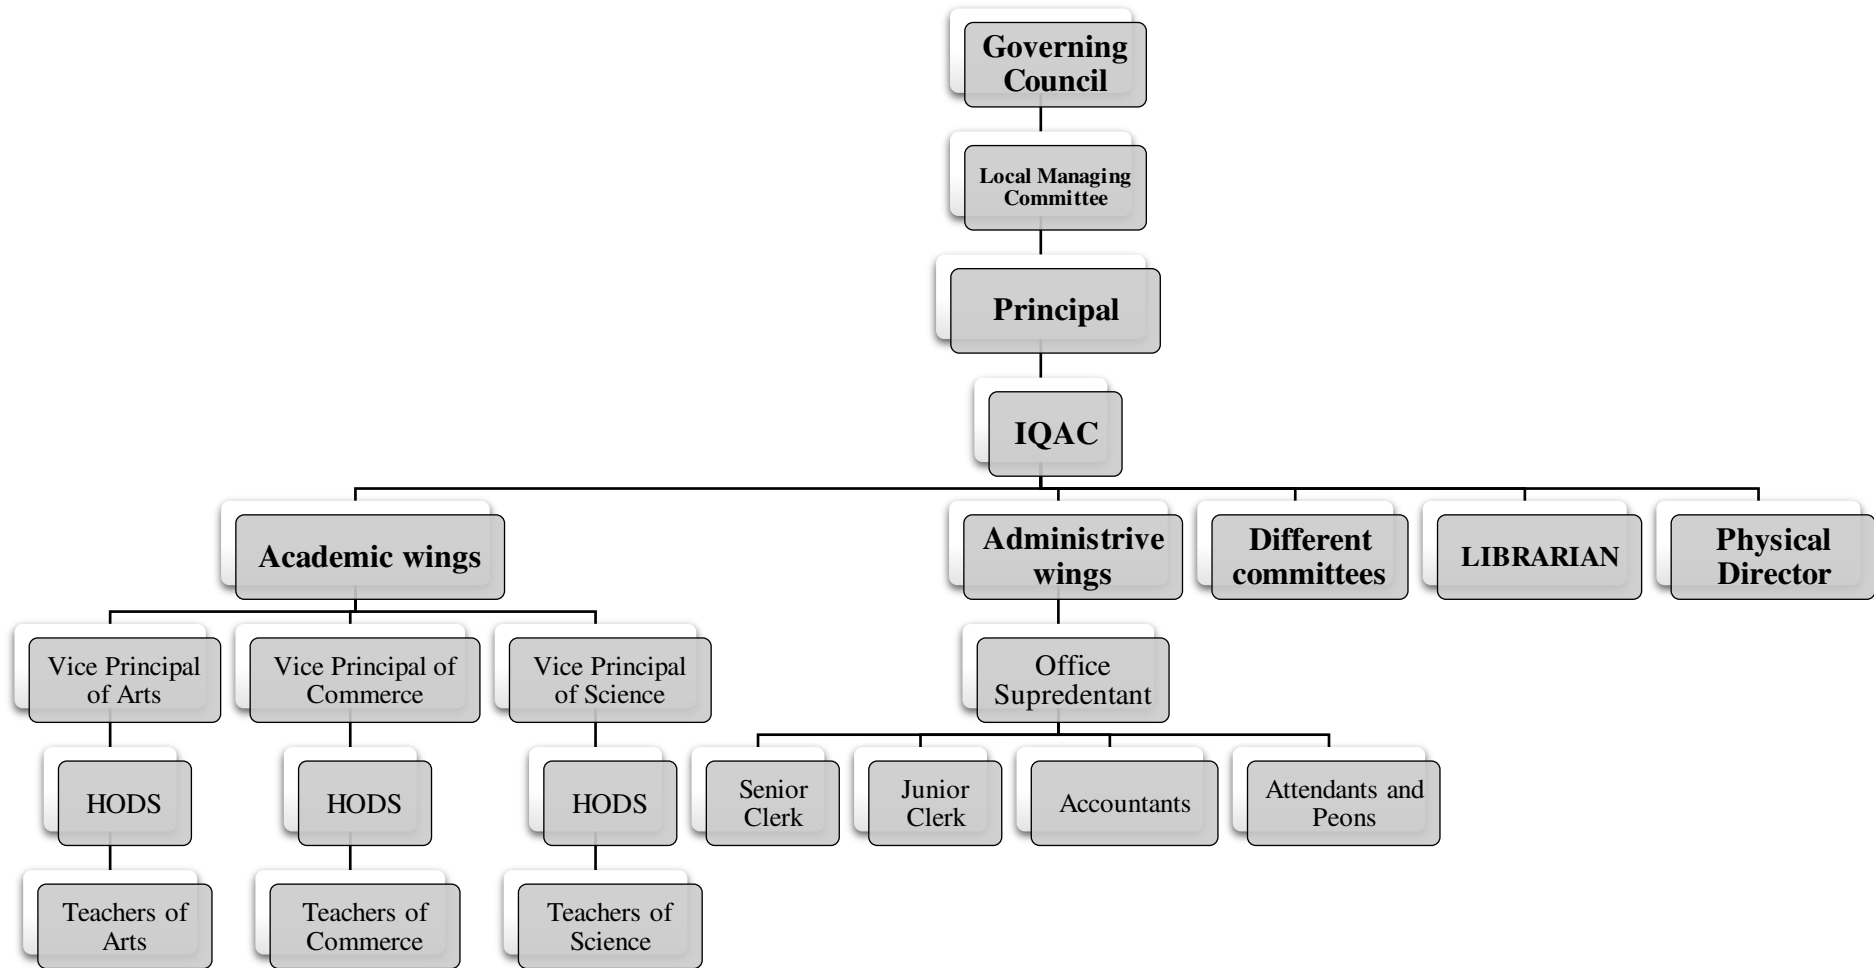 Governing
Council
Local Managing
Committee
Principal
IQAC
Academic wings
Administrive
wings
Different
committees
LIBRARIAN
Physical
Director
Vice Principal
of Arts
Vice Principal of
Commerce
Vice Principal
of Science
Office
Supredentant
HODS
HODS
HODS
Senior
Clerk
Junior
Clerk
Accountants
Attendants and
Peons
Teachers of
Arts
Teachers of
Commerce
Teachers of
Science